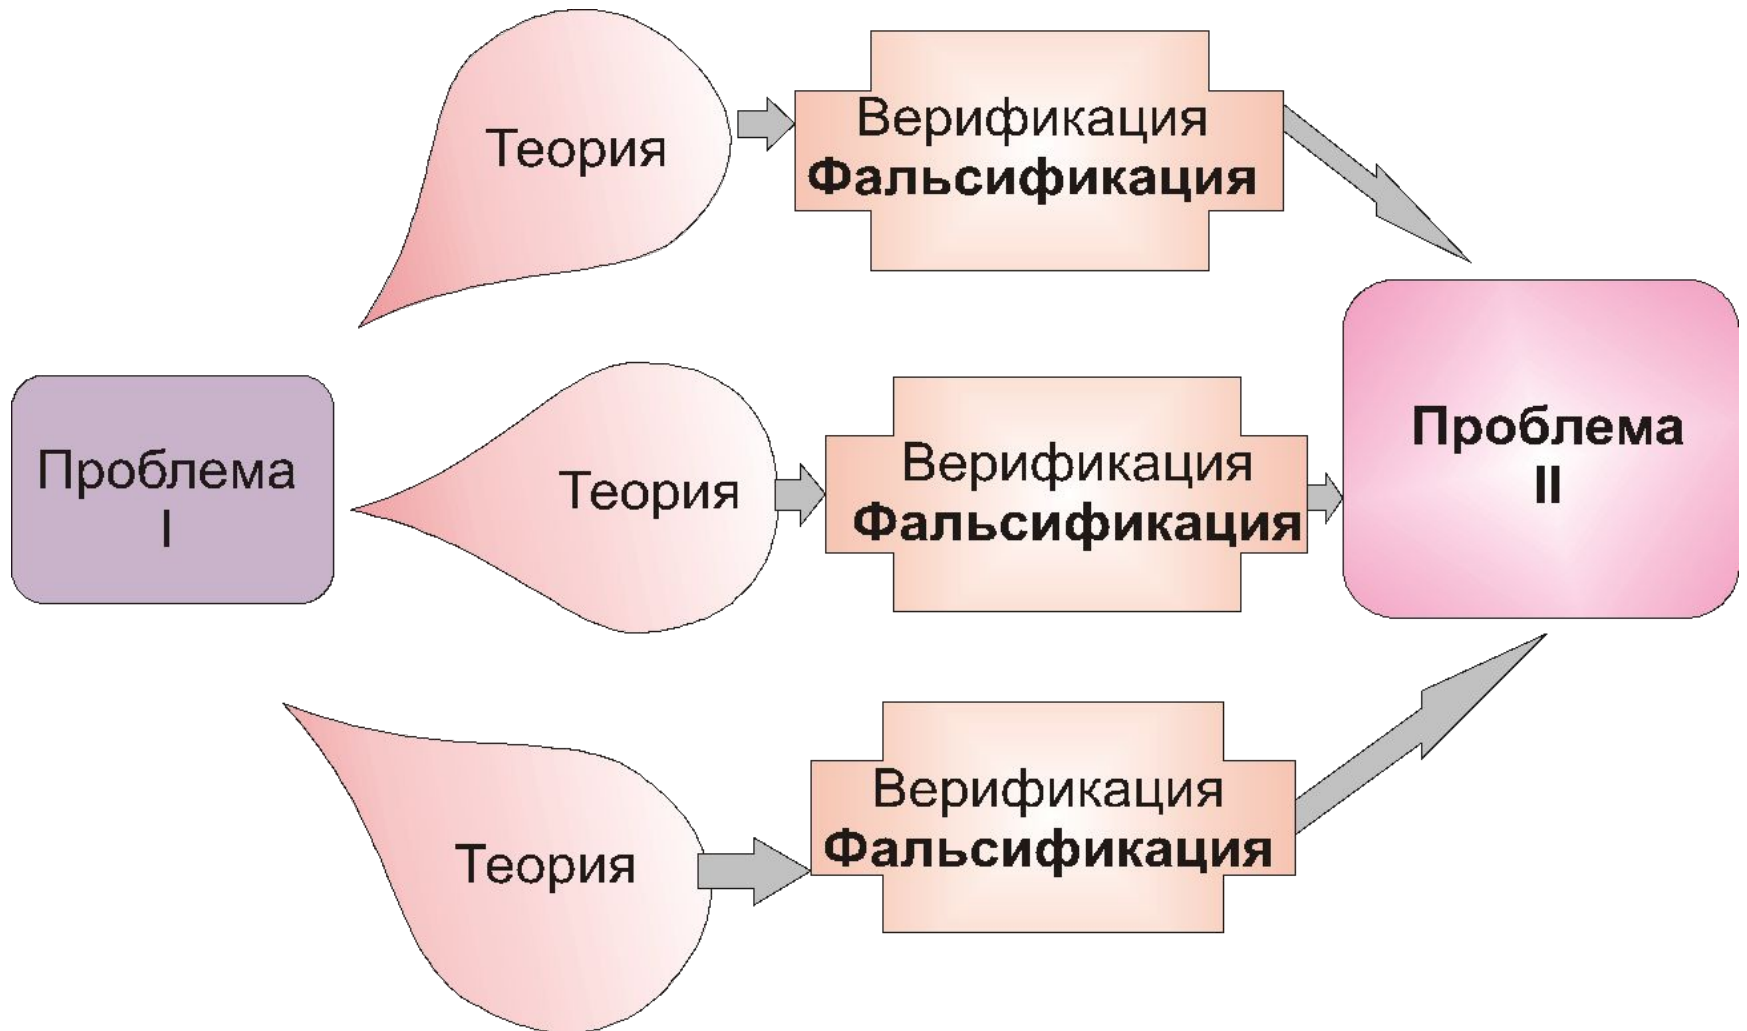 Теория
Верификация
Фальсификация
Проблема
I
Теория
Верификация
Фальсификация
Проблема
II
Теория
Верификация
Фальсификация